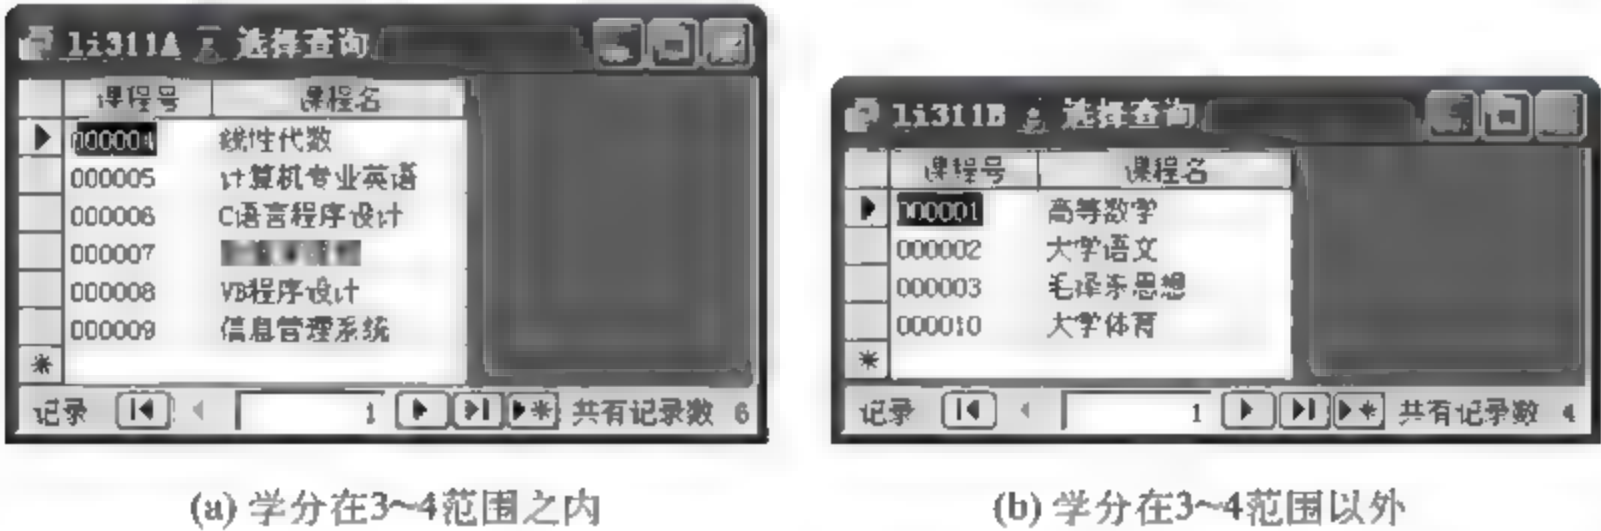 li311A : 选择查询
课程号 课程名
000004 线性代数
000005 计算机专业英语
000006 C语言程序设计
000007
000008 VB程序设计
000009 信息管理系统
记录 1 共有记录数 6
(a) 学分在3~4范围之内
li311B : 选择查询
课程号 课程名
000001 高等数学
000002 大学语文
000003 毛泽东思想
000010 大学体育
记录 1 共有记录数 4
(b) 学分在3~4范围以外